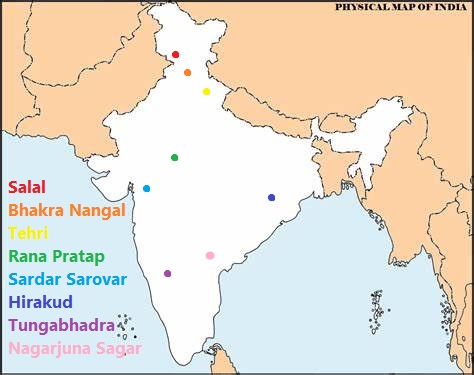 PHYSICAL MAP OF INDIA
Salal
Bhakra Nangal
Tehri
Rana Pratap
Sardar Sarovar
Hirakud
Tungabhadra
Nagarjuna Sagar